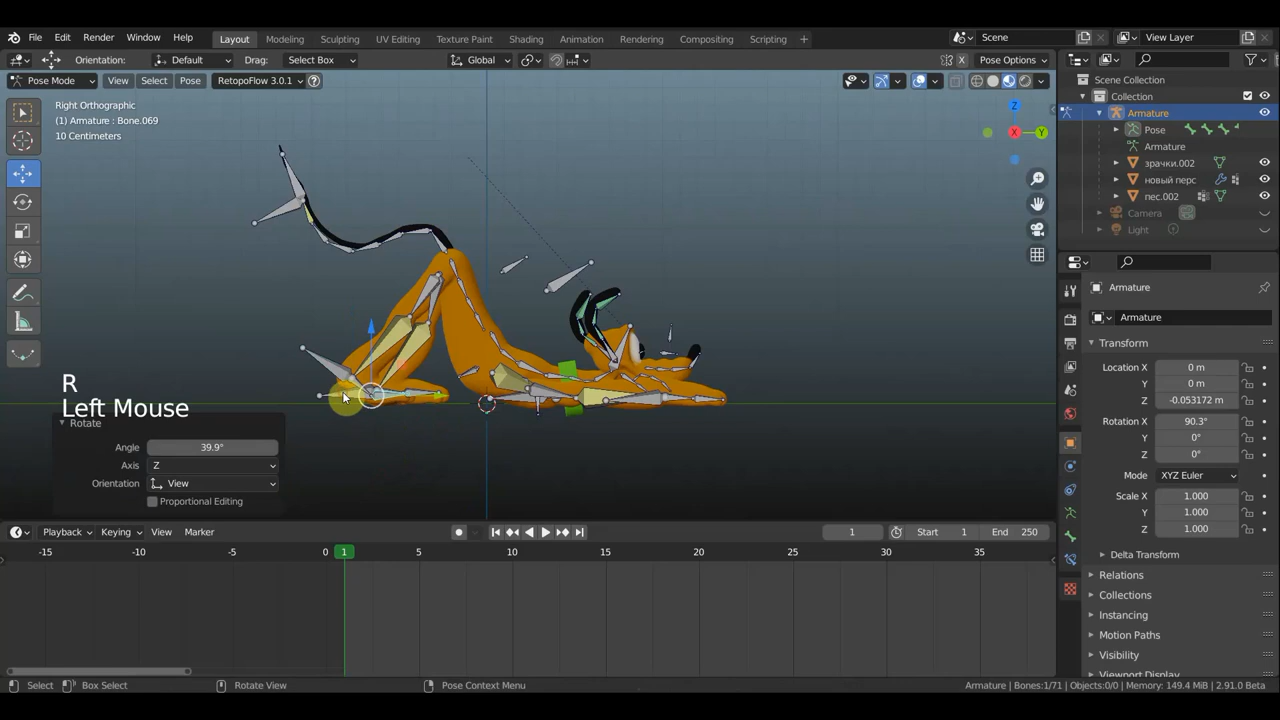 File Edit Render Window Help Layout Modeling Sculpting UV Editing Texture Paint Shading Animation Rendering Compositing Scripting + Scene View Layer
Orientation: Default Drag: Select Box Global X Pose Options
Pose Mode View Select Pose RetopoFlow 3.0.1 ?
Right Orthographic
(1) Armature : Bone.069
10 Centimeters
Z
X
Y
R
Left Mouse
Rotate
Angle 39.9°
Axis Z
Orientation View
Proportional Editing
Scene Collection
Collection
Armature
Pose
Armature
зрачки.002
новый перс
пес.002
Camera
Light
Armature
Armature
Transform
Location X 0 m
Y 0 m
Z -0.053172 m
Rotation X 90.3°
Y 0°
Z 0°
Mode XYZ Euler
Scale X 1.000
Y 1.000
Z 1.000
Delta Transform
Relations
Collections
Instancing
Motion Paths
Visibility
Viewport Display
Playback Keying View Marker 1 Start 1 End 250
-15 -10 -5 0 1 5 10 15 20 25 30 35
Select Box Select Rotate View Pose Context Menu Armature | Bones:1/71 | Objects:0/0 | Memory: 149.4 MiB | 2.91.0 Beta